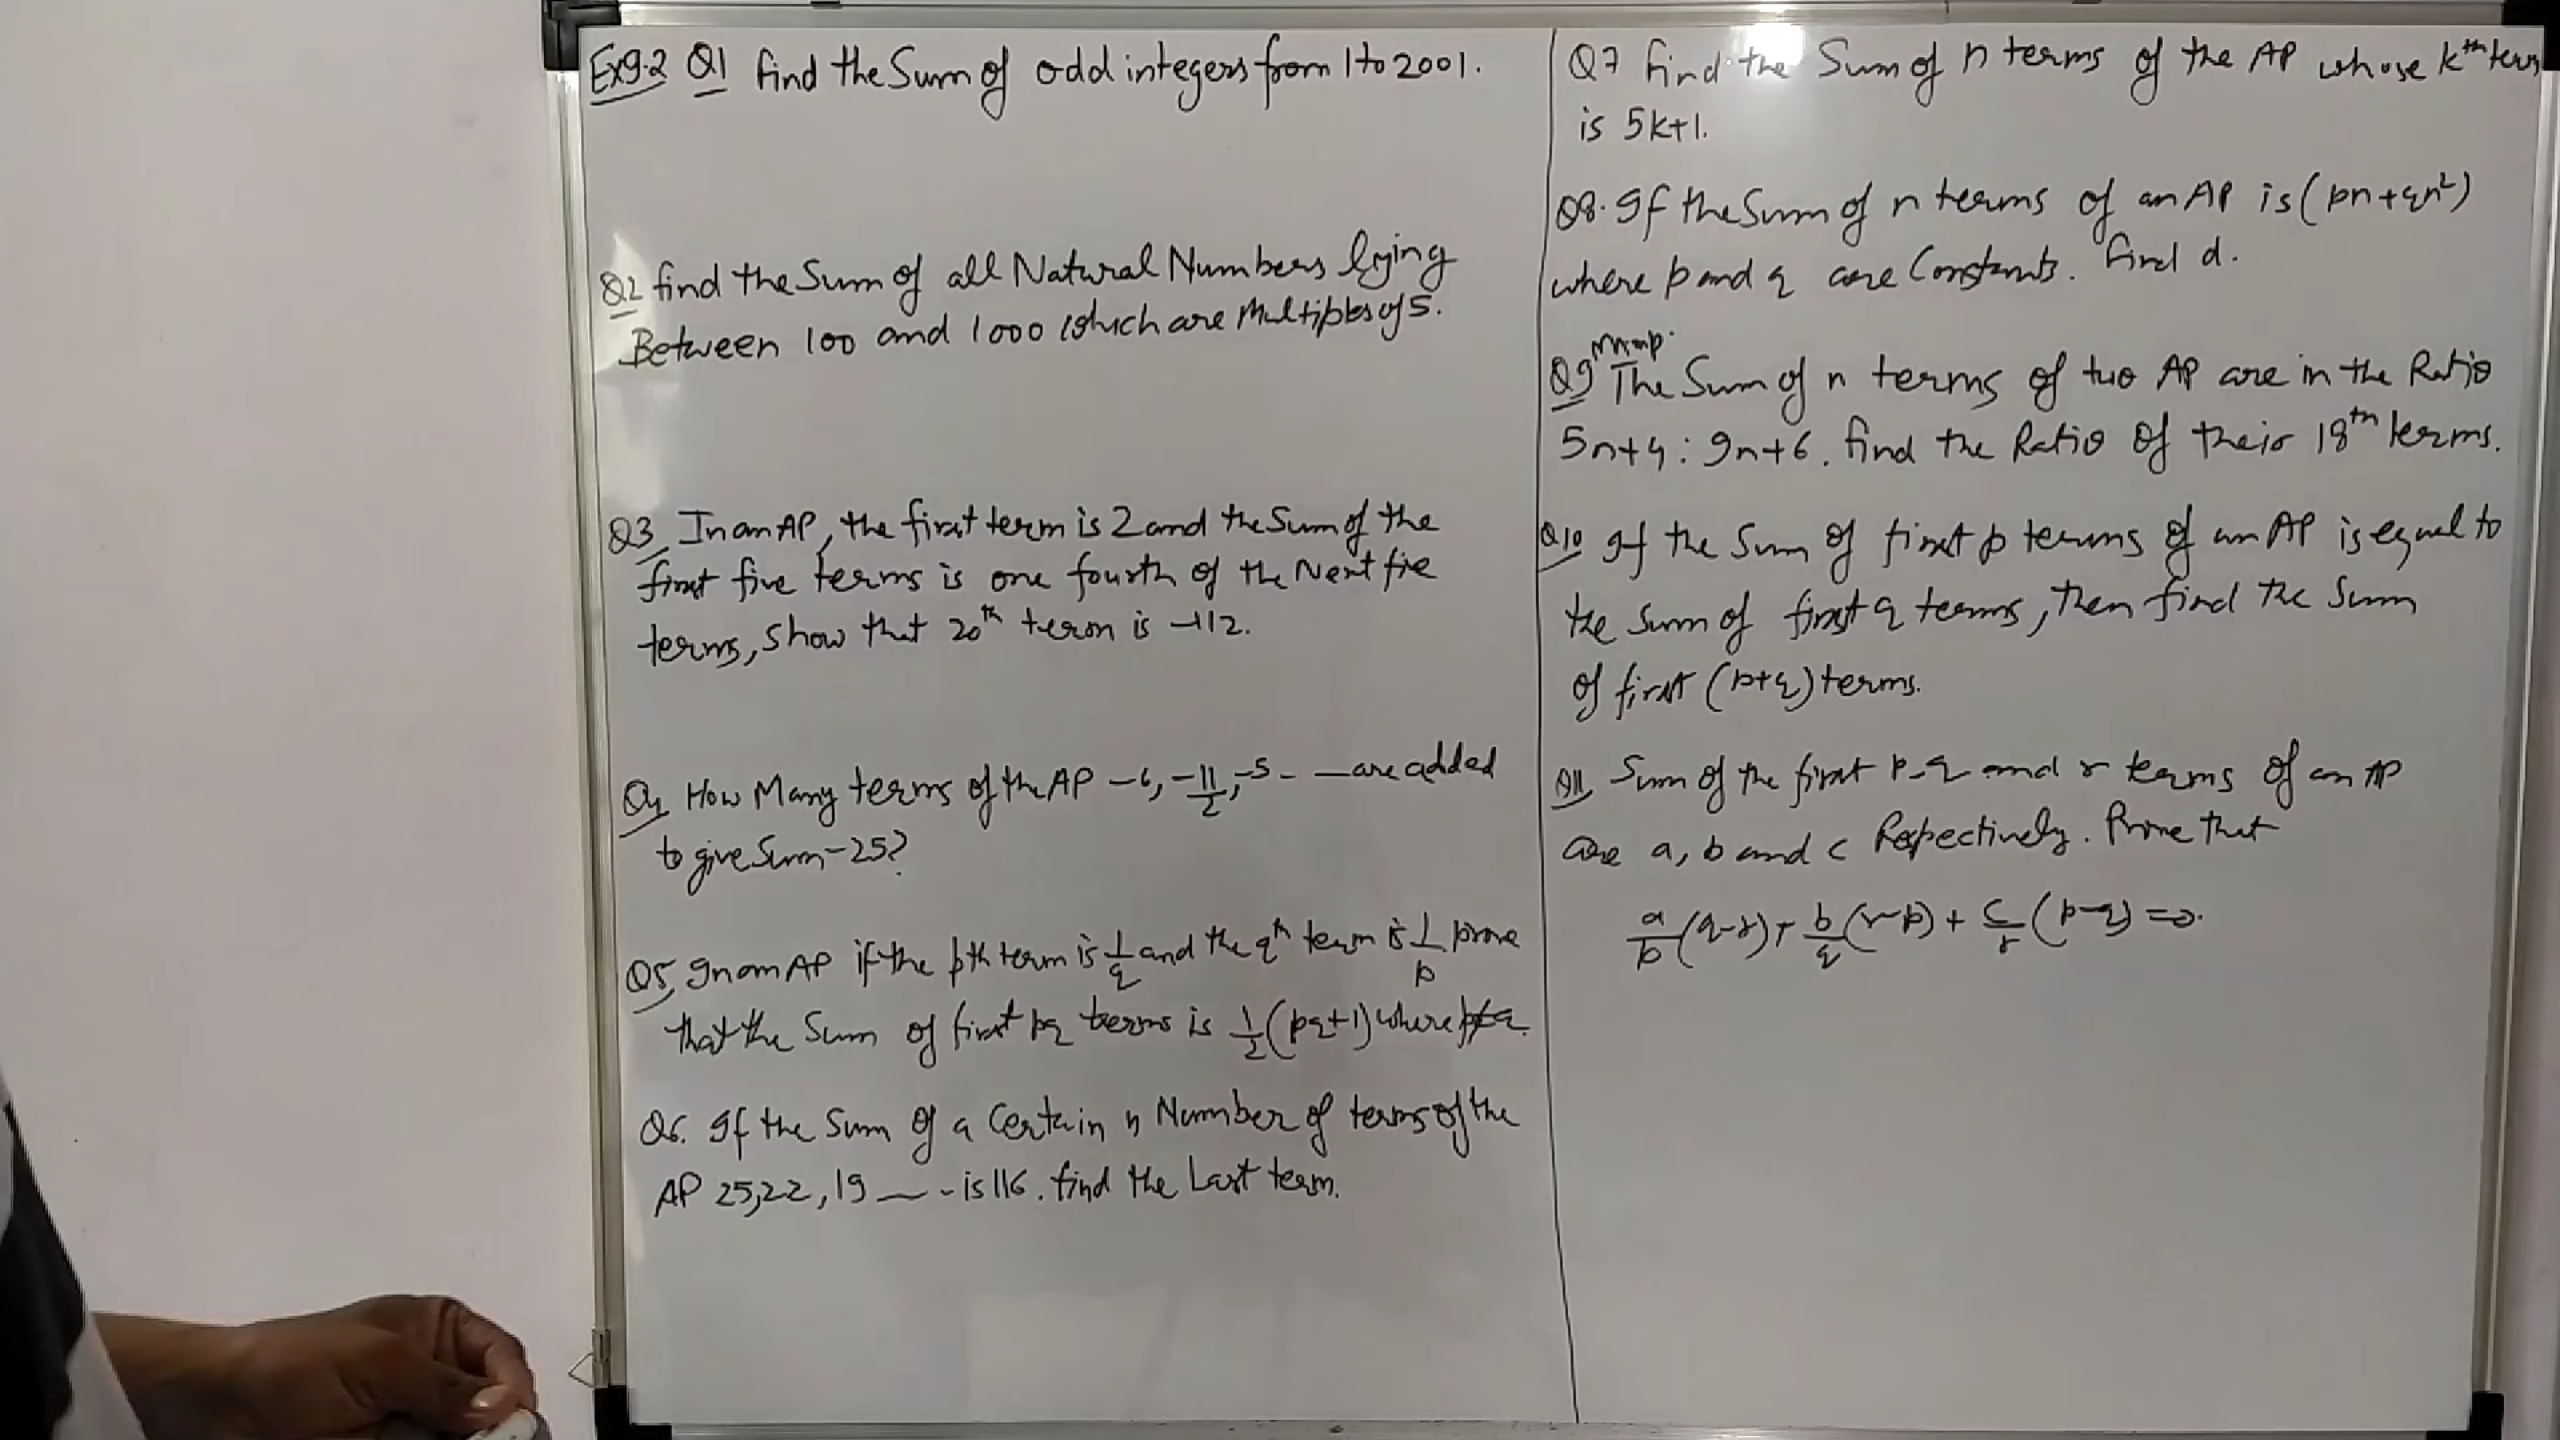 Ex9.2 Q1 find the Sum of odd integers from 1 to 2001.
Q2 find the Sum of all Natural Numbers lying
Between 100 and 1000 which are Multiples of 5.
Q3 In an AP, the first term is 2 and the Sum of the
first five terms is one fourth of the Next fie
terms, Show that 20th term is -112.
Q4 How Many terms of the AP -6, -11/2, -5 - — are added
to give Sum -25?
Q5 In an AP if the pth term is 1/q and the qth term is 1/p prove
that the Sum of first pq terms is 1/2 (pq+1) where p≠q.
Q6. If the Sum of a Certain n Number of terms of the
AP 25, 22, 19 — - - is 116. find the Last term.
Q7 find the Sum of n terms of the AP whose kth term
is 5k+1.
Q8. If the Sum of n terms of an AP is (pn+qn²)
where p and q are Constants. find d.
Q9 The Sum of n terms of two AP are in the Ratio
5n+4 : 9n+6. find the Ratio of their 18th terms.
Q10 If the Sum of first p terms of an AP is equal to
the Sum of first q terms, then find the Sum
of first (p+q) terms.
Q11 Sum of the first p-q and r terms of an AP
are a, b and c Respectively. Prove that
a/p (q-r) + b/q (r-p) + c/r (p-q) = 0.